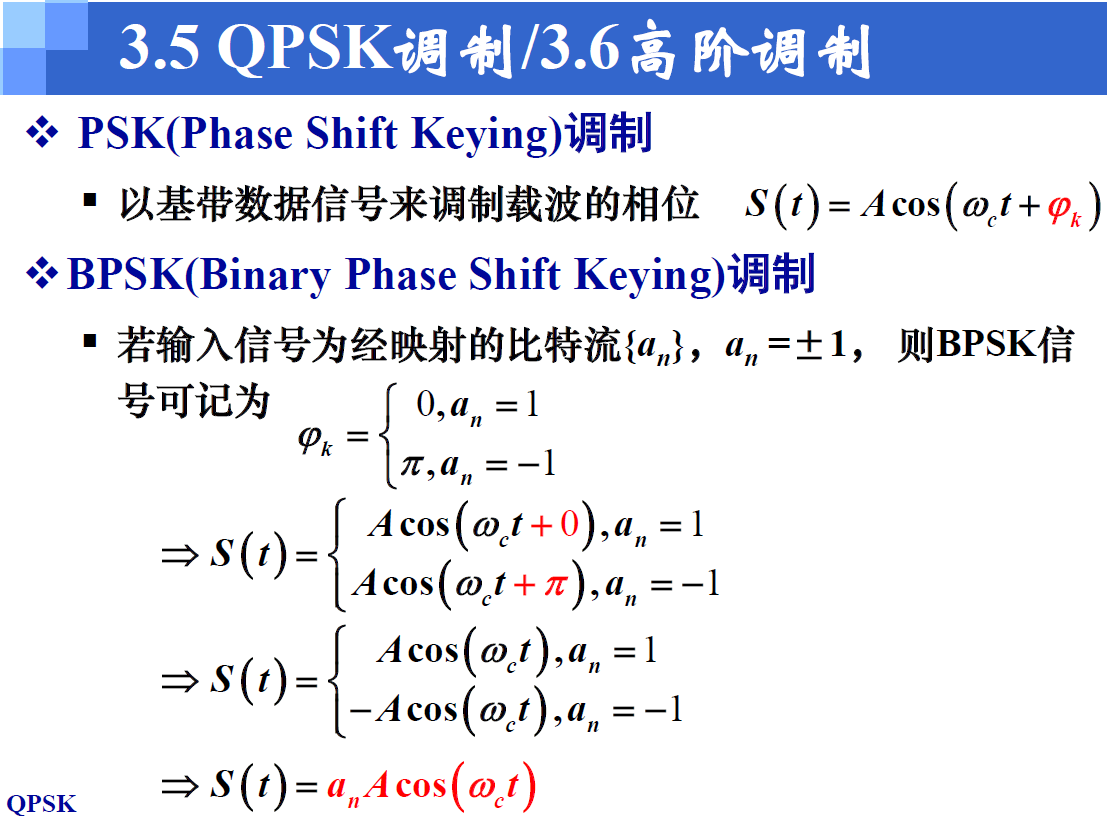 3.5 QPSK调制/3.6高阶调制
❖ PSK(Phase Shift Keying)调制
▪ 以基带数据信号来调制载波的相位 S(t) = A cos(ω_c t + φ_k)
❖ BPSK(Binary Phase Shift Keying)调制
▪ 若输入信号为经映射的比特流{a_n}，a_n =±1， 则BPSK信
号可记为
φ_k = { 0, a_n = 1
π, a_n = −1
⇒ S(t) = { A cos(ω_c t + 0), a_n = 1
A cos(ω_c t + π), a_n = −1
⇒ S(t) = { A cos(ω_c t), a_n = 1
−A cos(ω_c t), a_n = −1
⇒ S(t) = a_n A cos(ω_c t)
QPSK